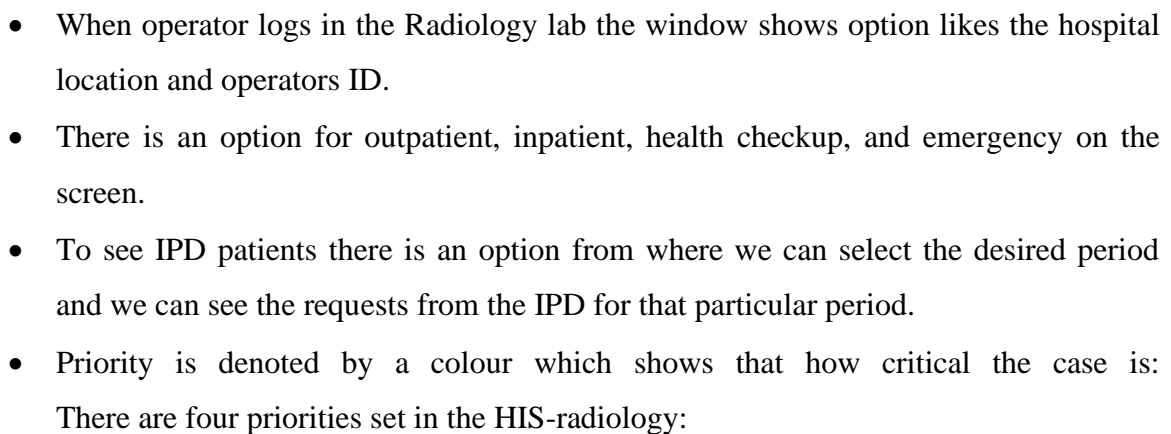 • When operator logs in the Radiology lab the window shows option likes the hospital
location and operators ID.
• There is an option for outpatient, inpatient, health checkup, and emergency on the
screen.
• To see IPD patients there is an option from where we can select the desired period
and we can see the requests from the IPD for that particular period.
• Priority is denoted by a colour which shows that how critical the case is:
There are four priorities set in the HIS-radiology: